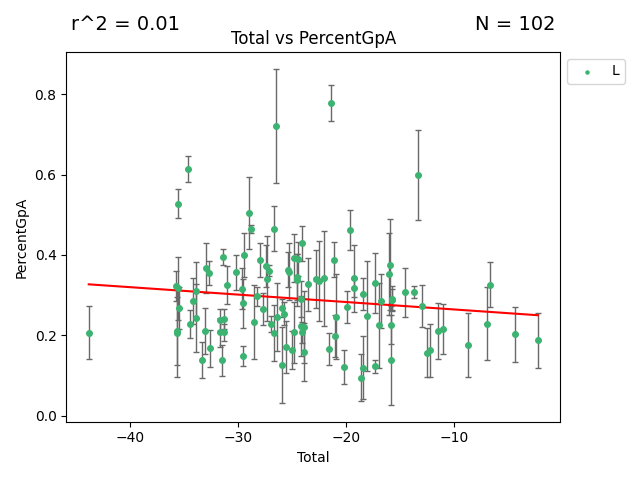 r^2 = 0.01
N = 102
Total vs PercentGpA
L
PercentGpA
0.8
0.6
0.4
0.2
0.0
−40
−30
−20
−10
Total